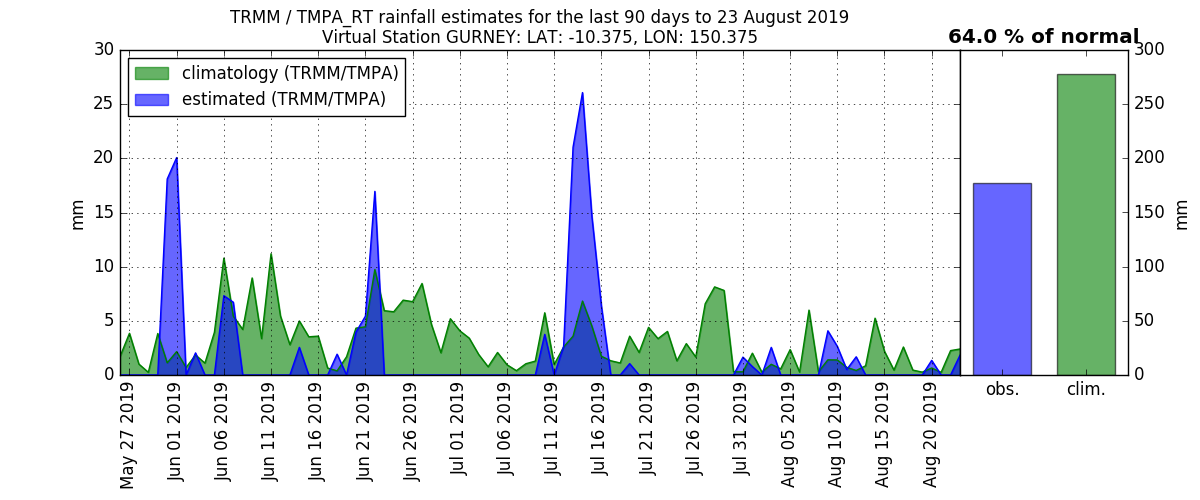 TRMM / TMPA_RT rainfall estimates for the last 90 days to 23 August 2019
Virtual Station GURNEY: LAT: -10.375, LON: 150.375
64.0 % of normal
climatology (TRMM/TMPA)
estimated (TRMM/TMPA)
mm
30
25
20
15
10
5
0
May 27 2019
Jun 01 2019
Jun 06 2019
Jun 11 2019
Jun 16 2019
Jun 21 2019
Jun 26 2019
Jul 01 2019
Jul 06 2019
Jul 11 2019
Jul 16 2019
Jul 21 2019
Jul 26 2019
Jul 31 2019
Aug 05 2019
Aug 10 2019
Aug 15 2019
Aug 20 2019
obs.
clim.
300
250
200
150
100
50
0
mm